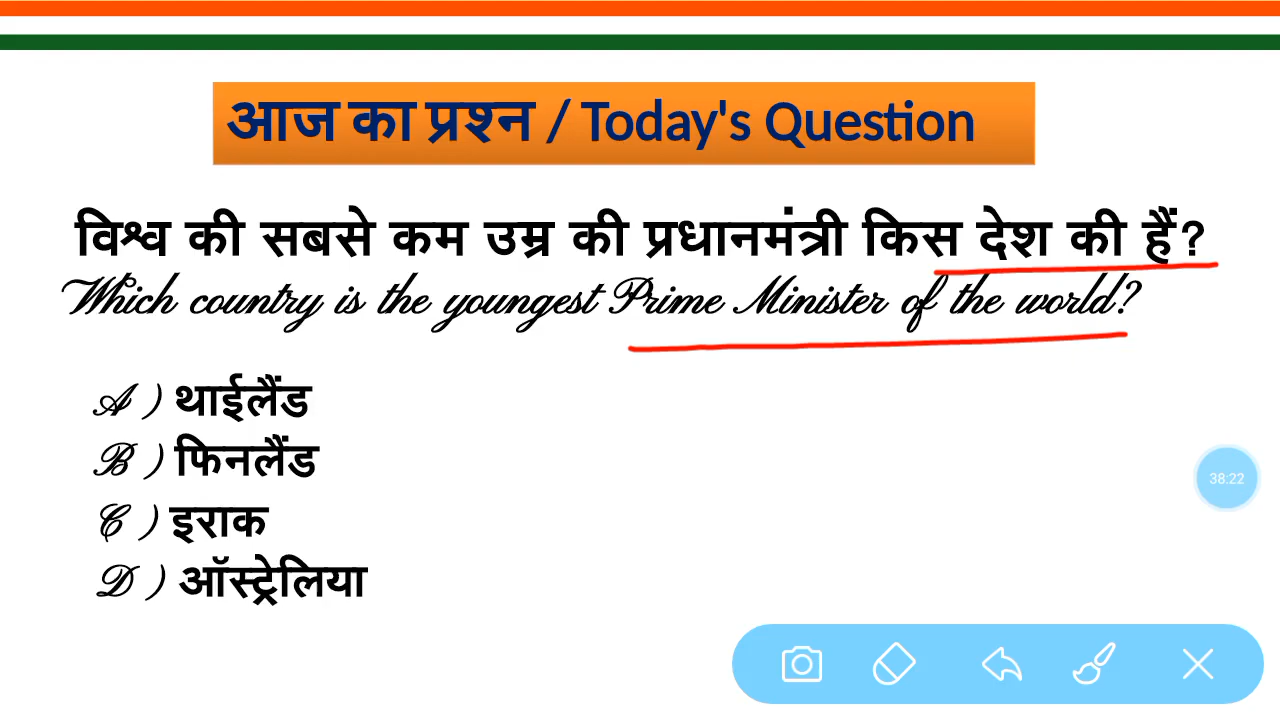 आज का प्रश्न / Today's Question
विश्व की सबसे कम उम्र की प्रधानमंत्री किस देश की हैं?
Which country is the youngest Prime Minister of the world?
A ) थाईलैंड
B ) फिनलैंड
38:22
C ) इराक
D ) ऑस्ट्रेलिया